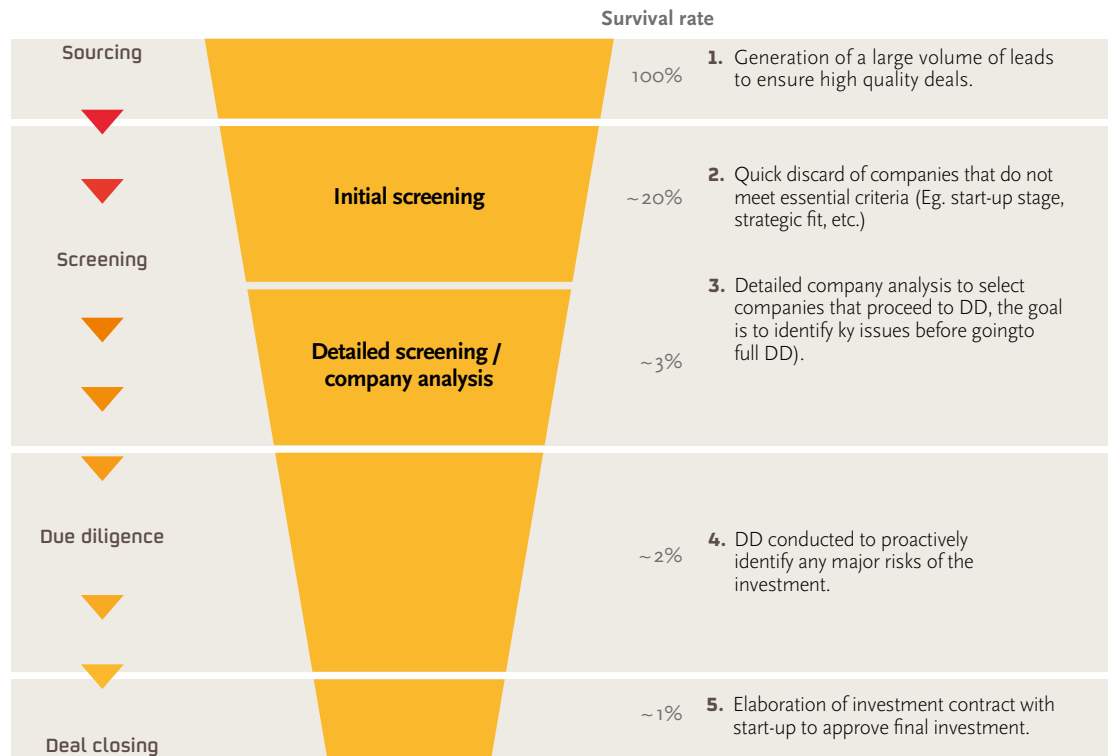 Survival rate
Sourcing
100%
1. Generation of a large volume of leads
to ensure high quality deals.
Screening
Initial screening
~20%
2. Quick discard of companies that do not
meet essential criteria (Eg. start-up stage,
strategic fit, etc.)
Detailed screening /
company analysis
~3%
3. Detailed company analysis to select
companies that proceed to DD, the goal
is to identify ky issues before goingto
full DD).
Due diligence
~2%
4. DD conducted to proactively
identify any major risks of the
investment.
Deal closing
~1%
5. Elaboration of investment contract with
start-up to approve final investment.